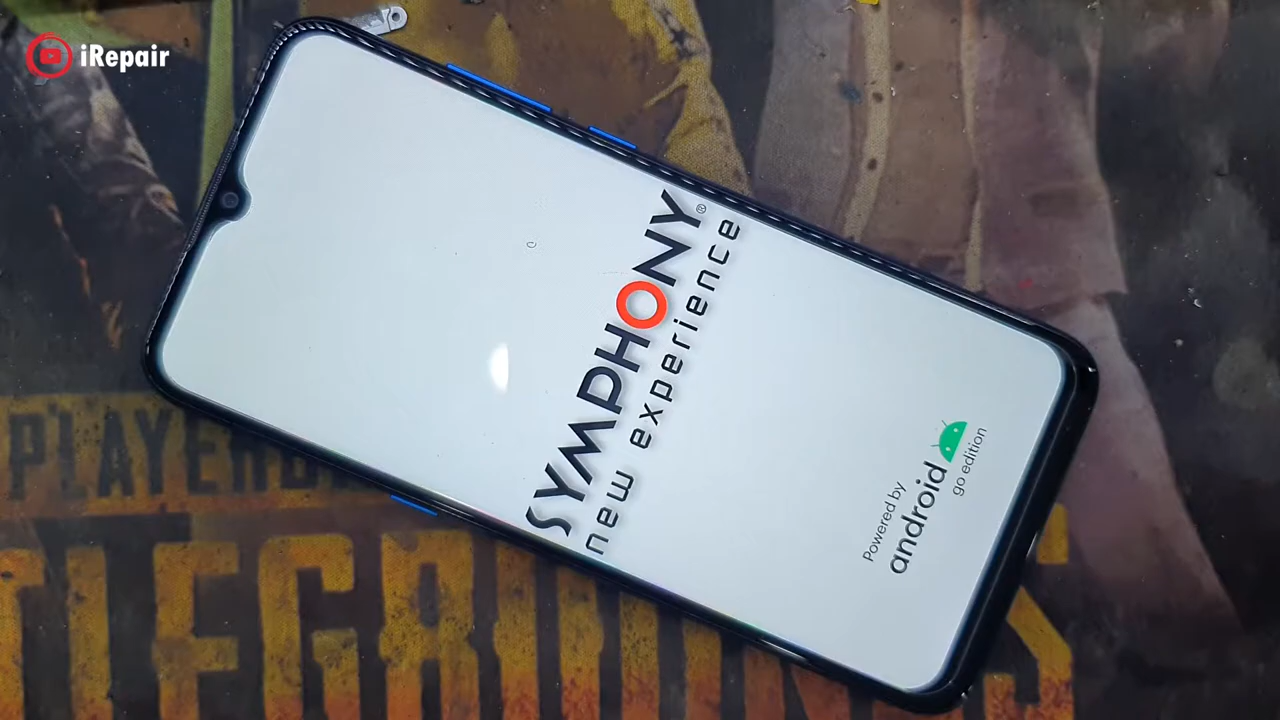 iRepair
SYMPHONY®
new experience
Powered by
android
go edition
PLAYER